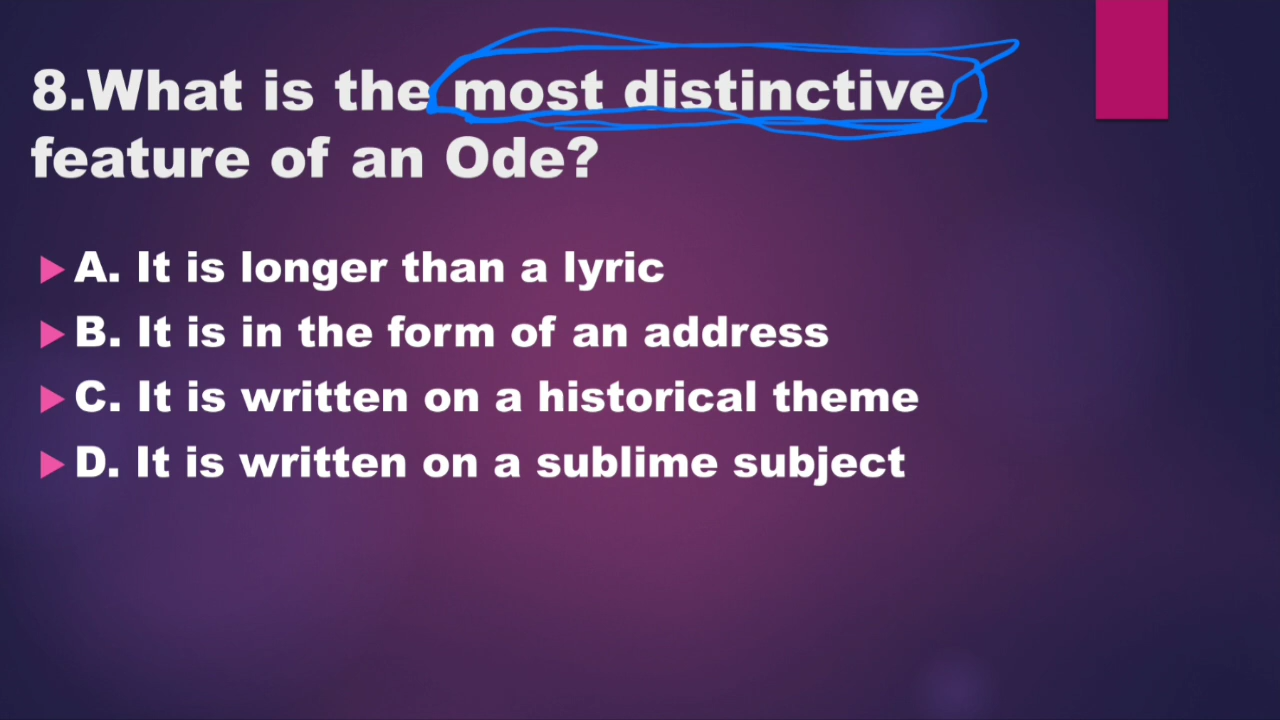 8.What is the most distinctive
feature of an Ode?
A. It is longer than a lyric
B. It is in the form of an address
C. It is written on a historical theme
D. It is written on a sublime subject